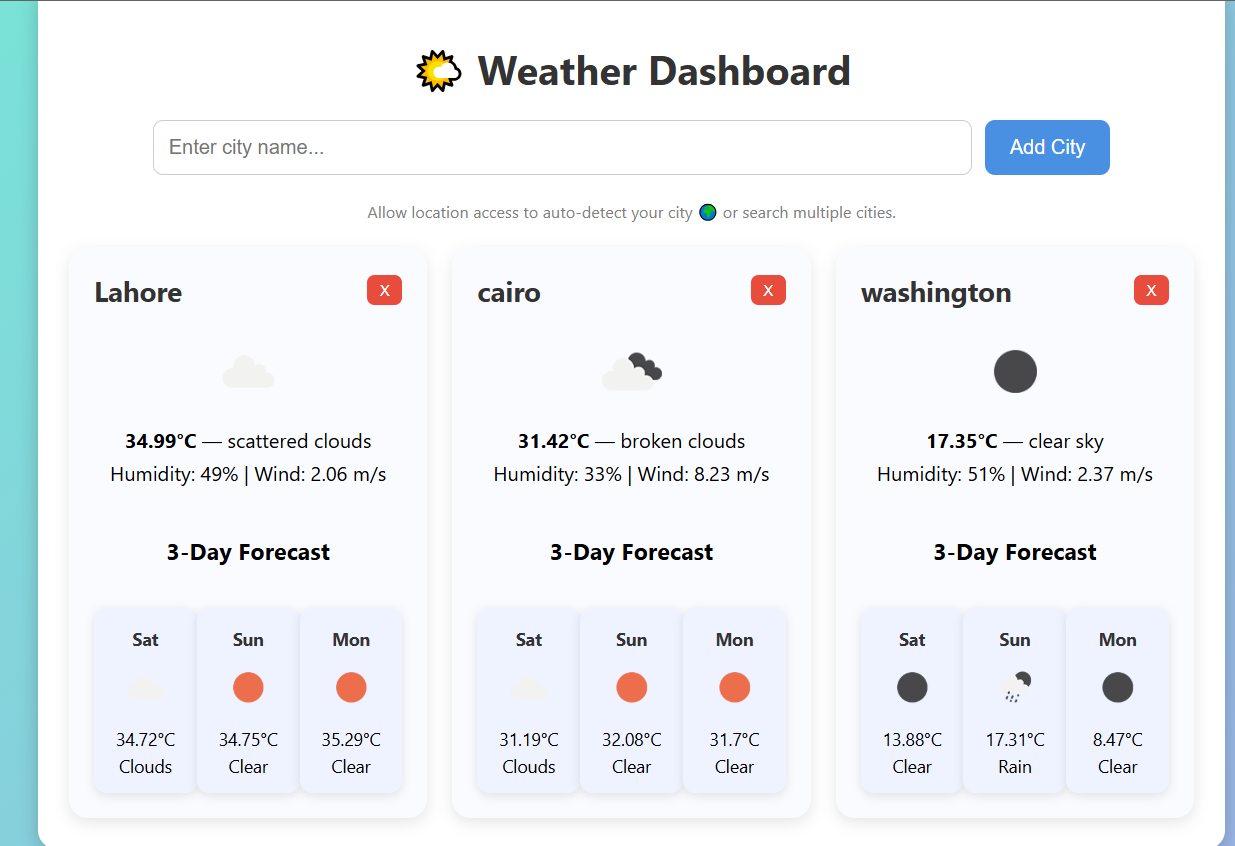 Weather Dashboard
Enter city name...
Add City
Allow location access to auto-detect your city 🌍 or search multiple cities.
Lahore
X
34.99°C — scattered clouds
Humidity: 49% | Wind: 2.06 m/s
3-Day Forecast
Sat
Sun
Mon
34.72°C
34.75°C
35.29°C
Clouds
Clear
Clear
cairo
X
31.42°C — broken clouds
Humidity: 33% | Wind: 8.23 m/s
3-Day Forecast
Sat
Sun
Mon
31.19°C
32.08°C
31.7°C
Clouds
Clear
Clear
washington
X
17.35°C — clear sky
Humidity: 51% | Wind: 2.37 m/s
3-Day Forecast
Sat
Sun
Mon
13.88°C
17.31°C
8.47°C
Clear
Rain
Clear